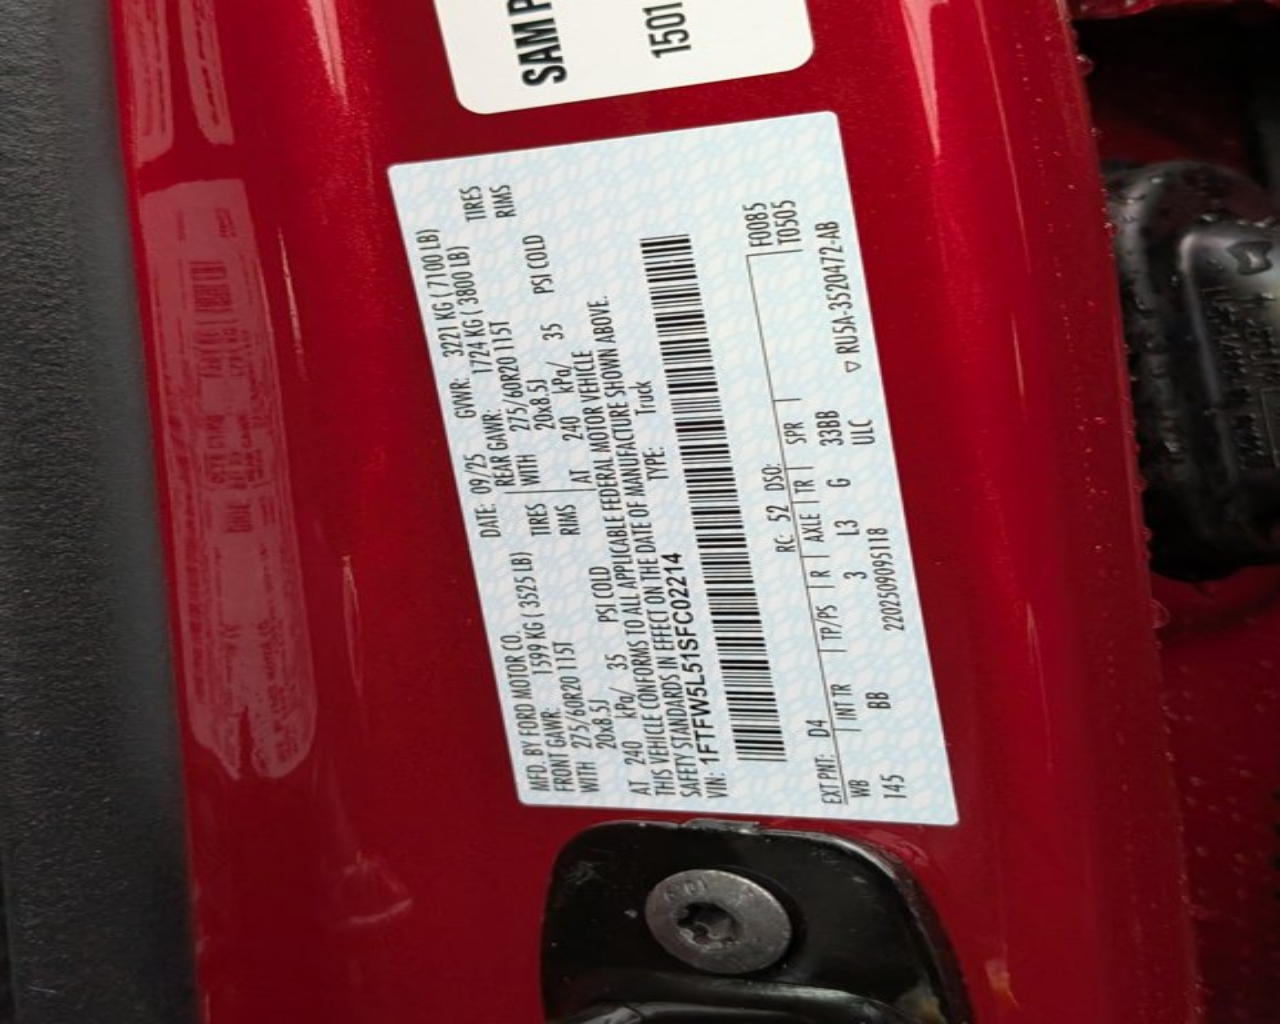 SAMP
1501
MFD. BY FORD MOTOR CO.
DATE: 09/25 GVWR: 3221 KG ( 7100 LB)
FRONT GAWR: 1599 KG ( 3525 LB)
REAR GAWR: 1724 KG ( 3800 LB)
WITH 275/60R20 115T TIRES
WITH 275/60R20 115T TIRES
20x8.5J RIMS
20x8.5J RIMS
AT 240 kPa/ 35 PSI COLD
AT 240 kPa/ 35 PSI COLD
THIS VEHICLE CONFORMS TO ALL APPLICABLE FEDERAL MOTOR VEHICLE
SAFETY STANDARDS IN EFFECT ON THE DATE OF MANUFACTURE SHOWN ABOVE.
VIN: 1FTFW5L51SFC02214 TYPE: Truck
F0085
EXT PNT: D4 RC: 52 DSO: T0505
WB INT TR TP/PS R AXLE TR SPR
145 BB 3 L3 G 33BB
ULC
2202509095118
▽ RU5A-3520472-AB